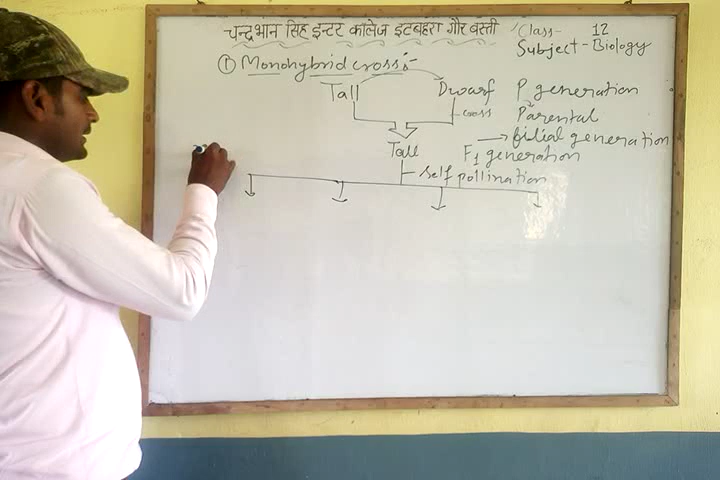 चन्द्रभान सिंह इन्टर कालेज इटबहरा गौर बस्ती
Class- 12
Subject - Biology
① Monohybrid cross:-
Tall Dwarf P generation
cross Parental
filial generation
Tall F₁ generation
self pollination